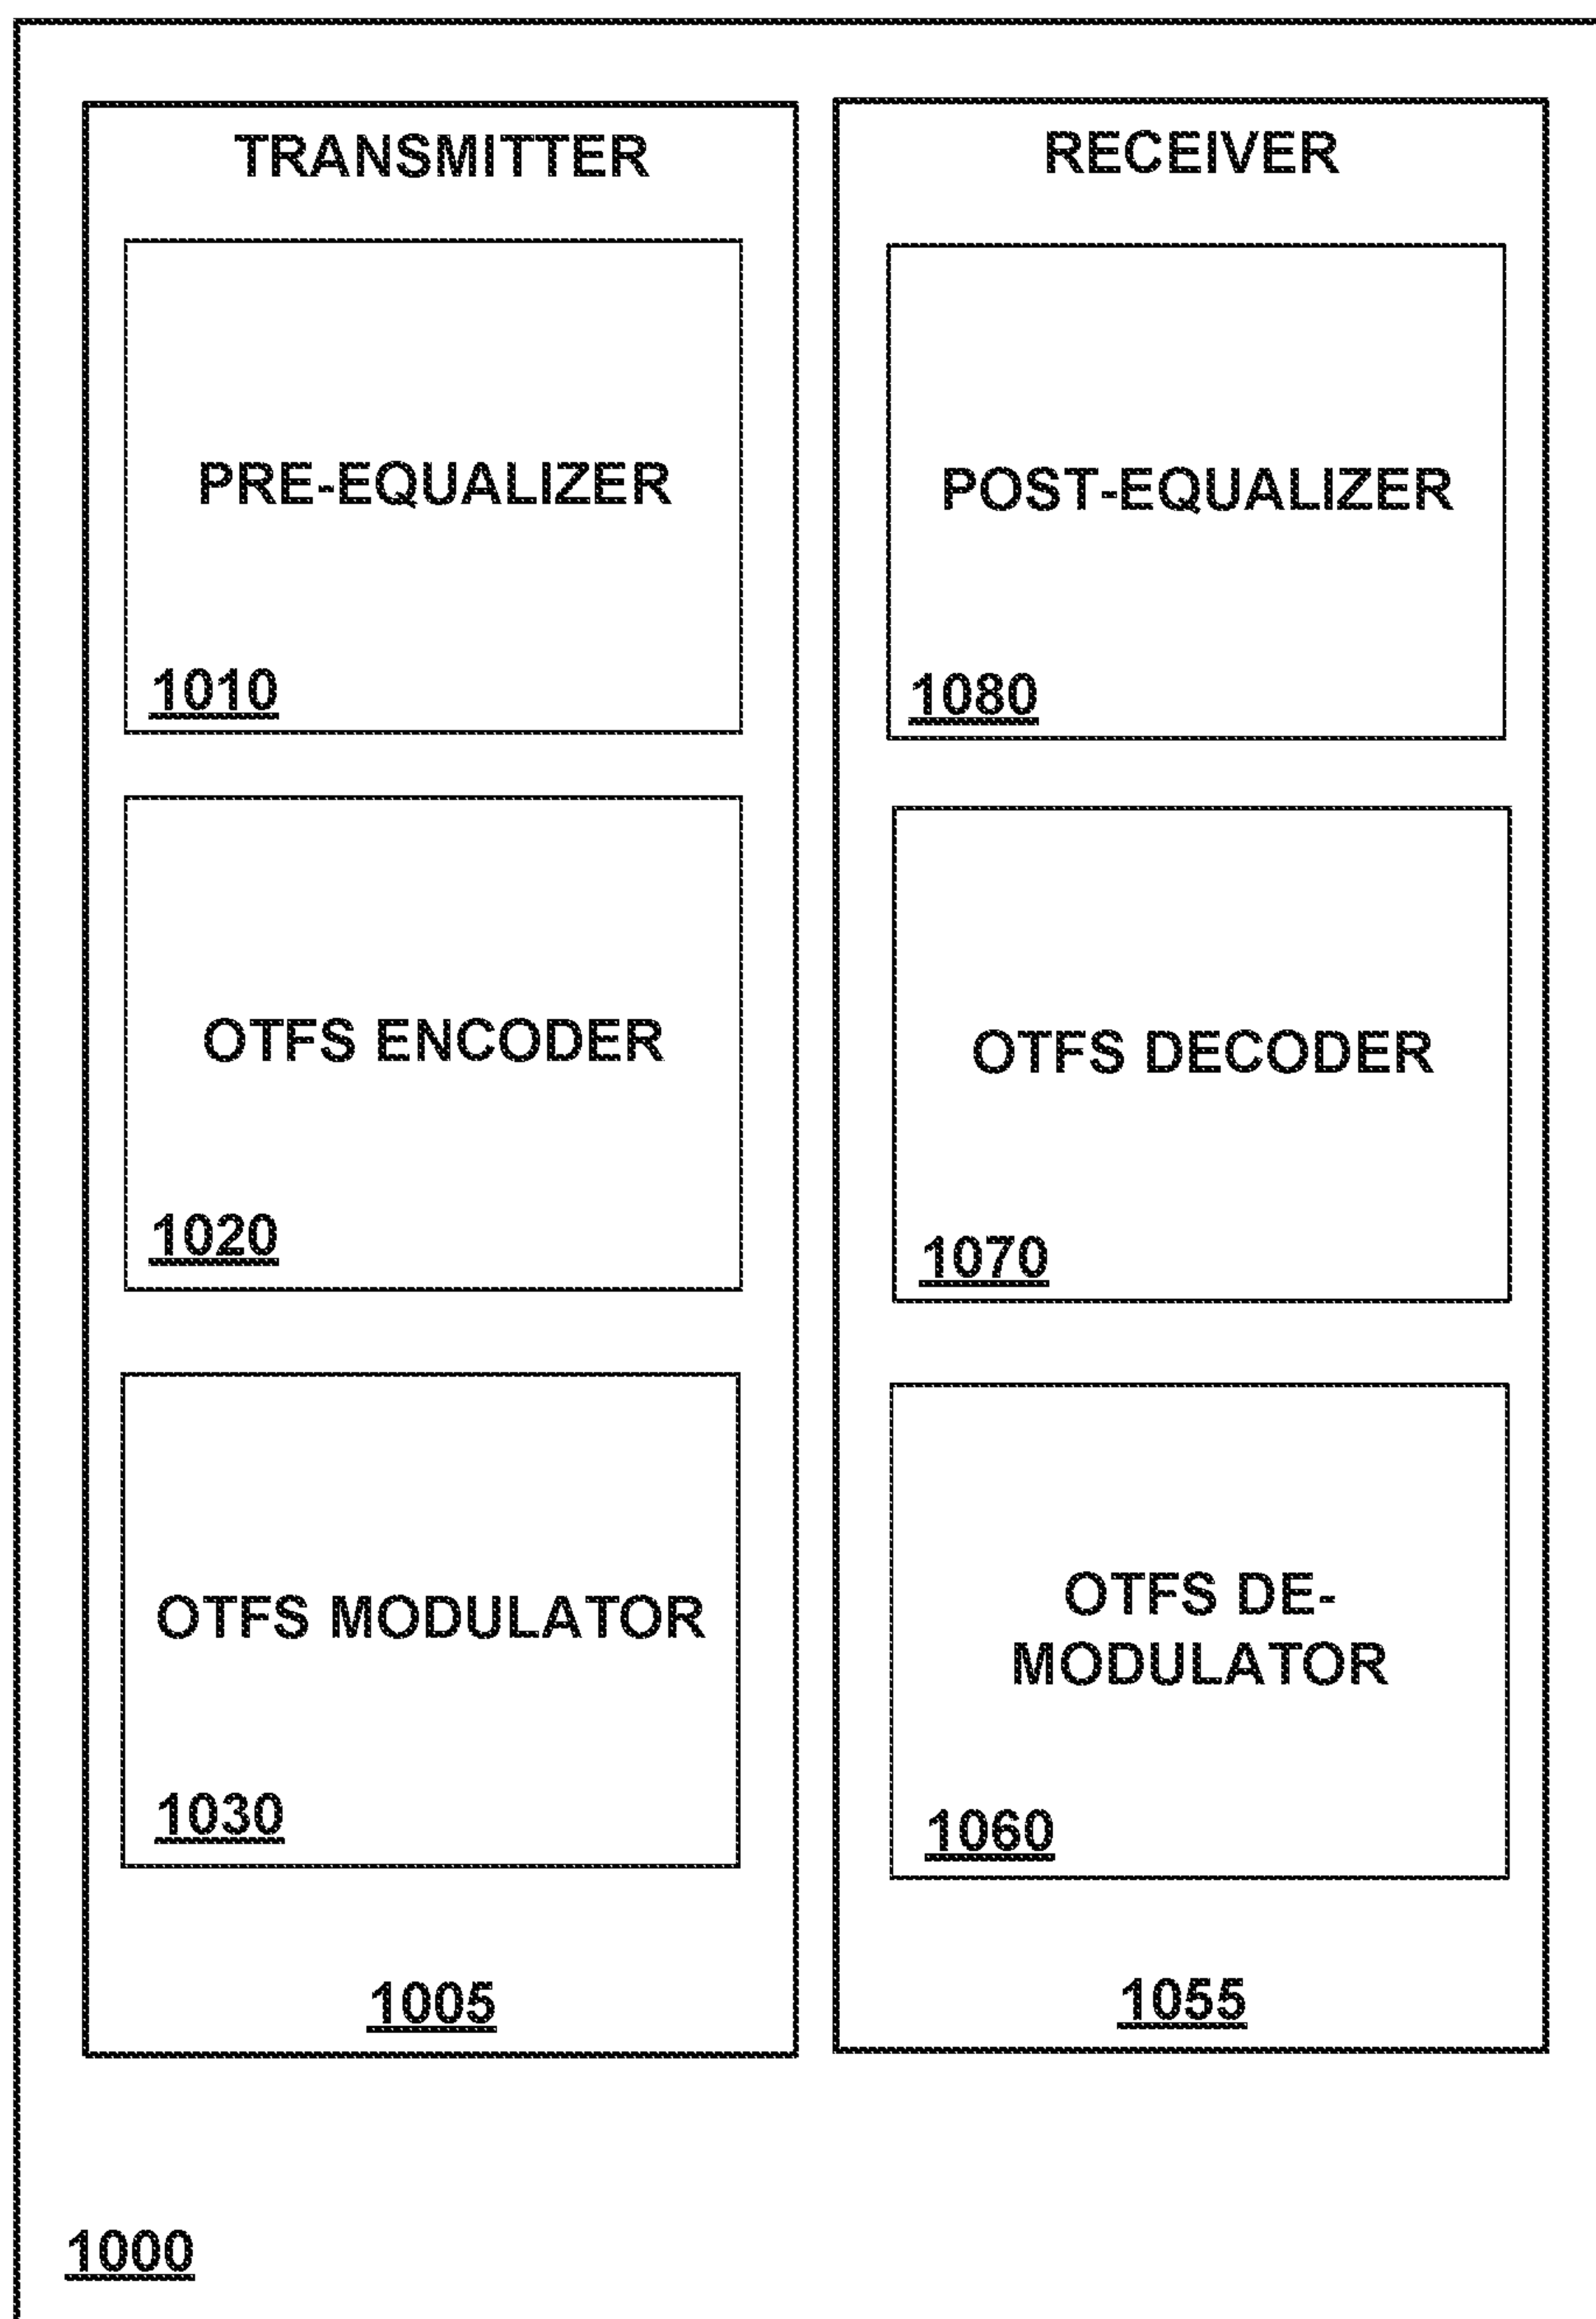 TRANSMITTER
PRE-EQUALIZER
1010
OTFS ENCODER
1020
OTFS MODULATOR
1030
1005
RECEIVER
POST-EQUALIZER
1080
OTFS DECODER
1070
OTFS DE-
MODULATOR
1060
1055
1000